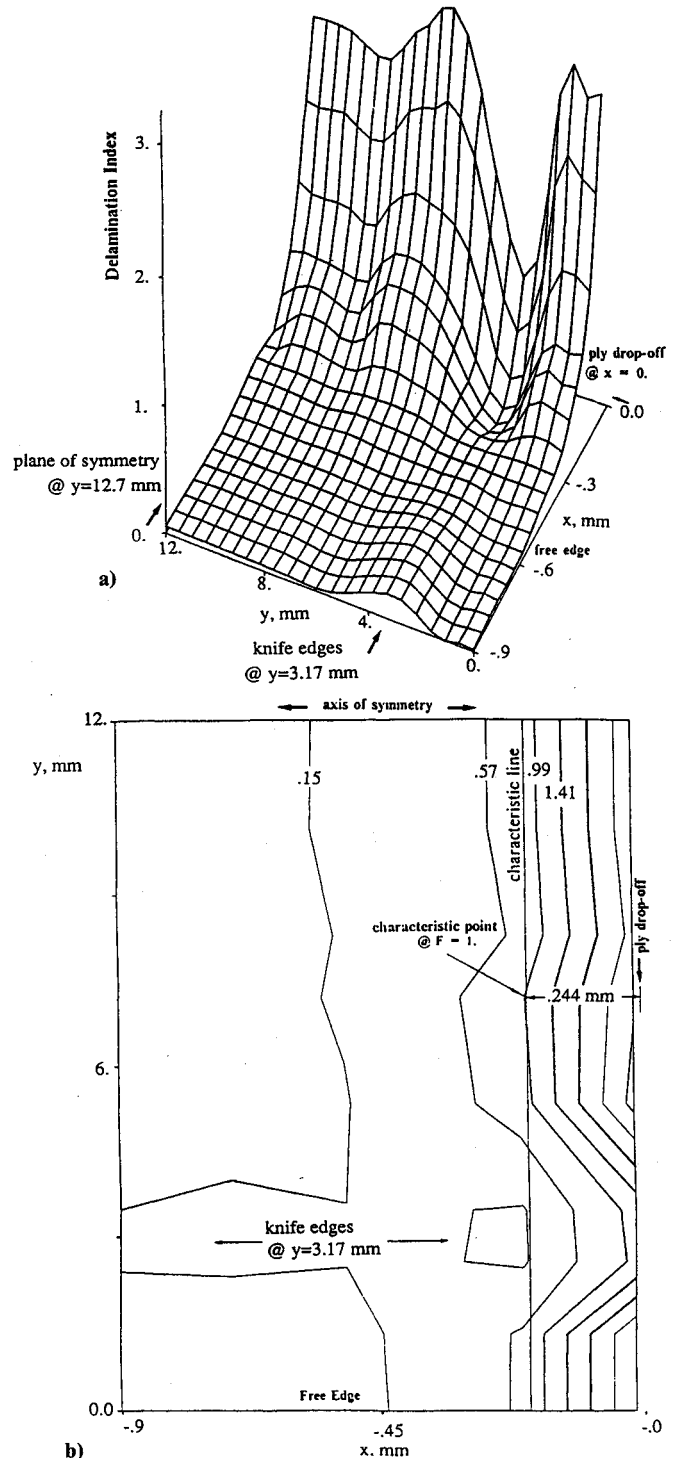 3.
Delamination Index
2.
ply drop-off
@ x = 0.
0.0
1.
plane of symmetry
@ y=12.7 mm
-.3
x, mm
0.
12.
free edge
-.6
a)
8.
y, mm
4.
knife edges
@ y=3.17 mm
0.
-.9
axis of symmetry
12.
y, mm
.15
.57
characteristic line
.99
1.41
characteristic point
@ F = 1.
ply drop-off
.244 mm
6.
knife edges
@ y=3.17 mm
Free Edge
0.0
-.9
-.45
-.0
x. mm
b)